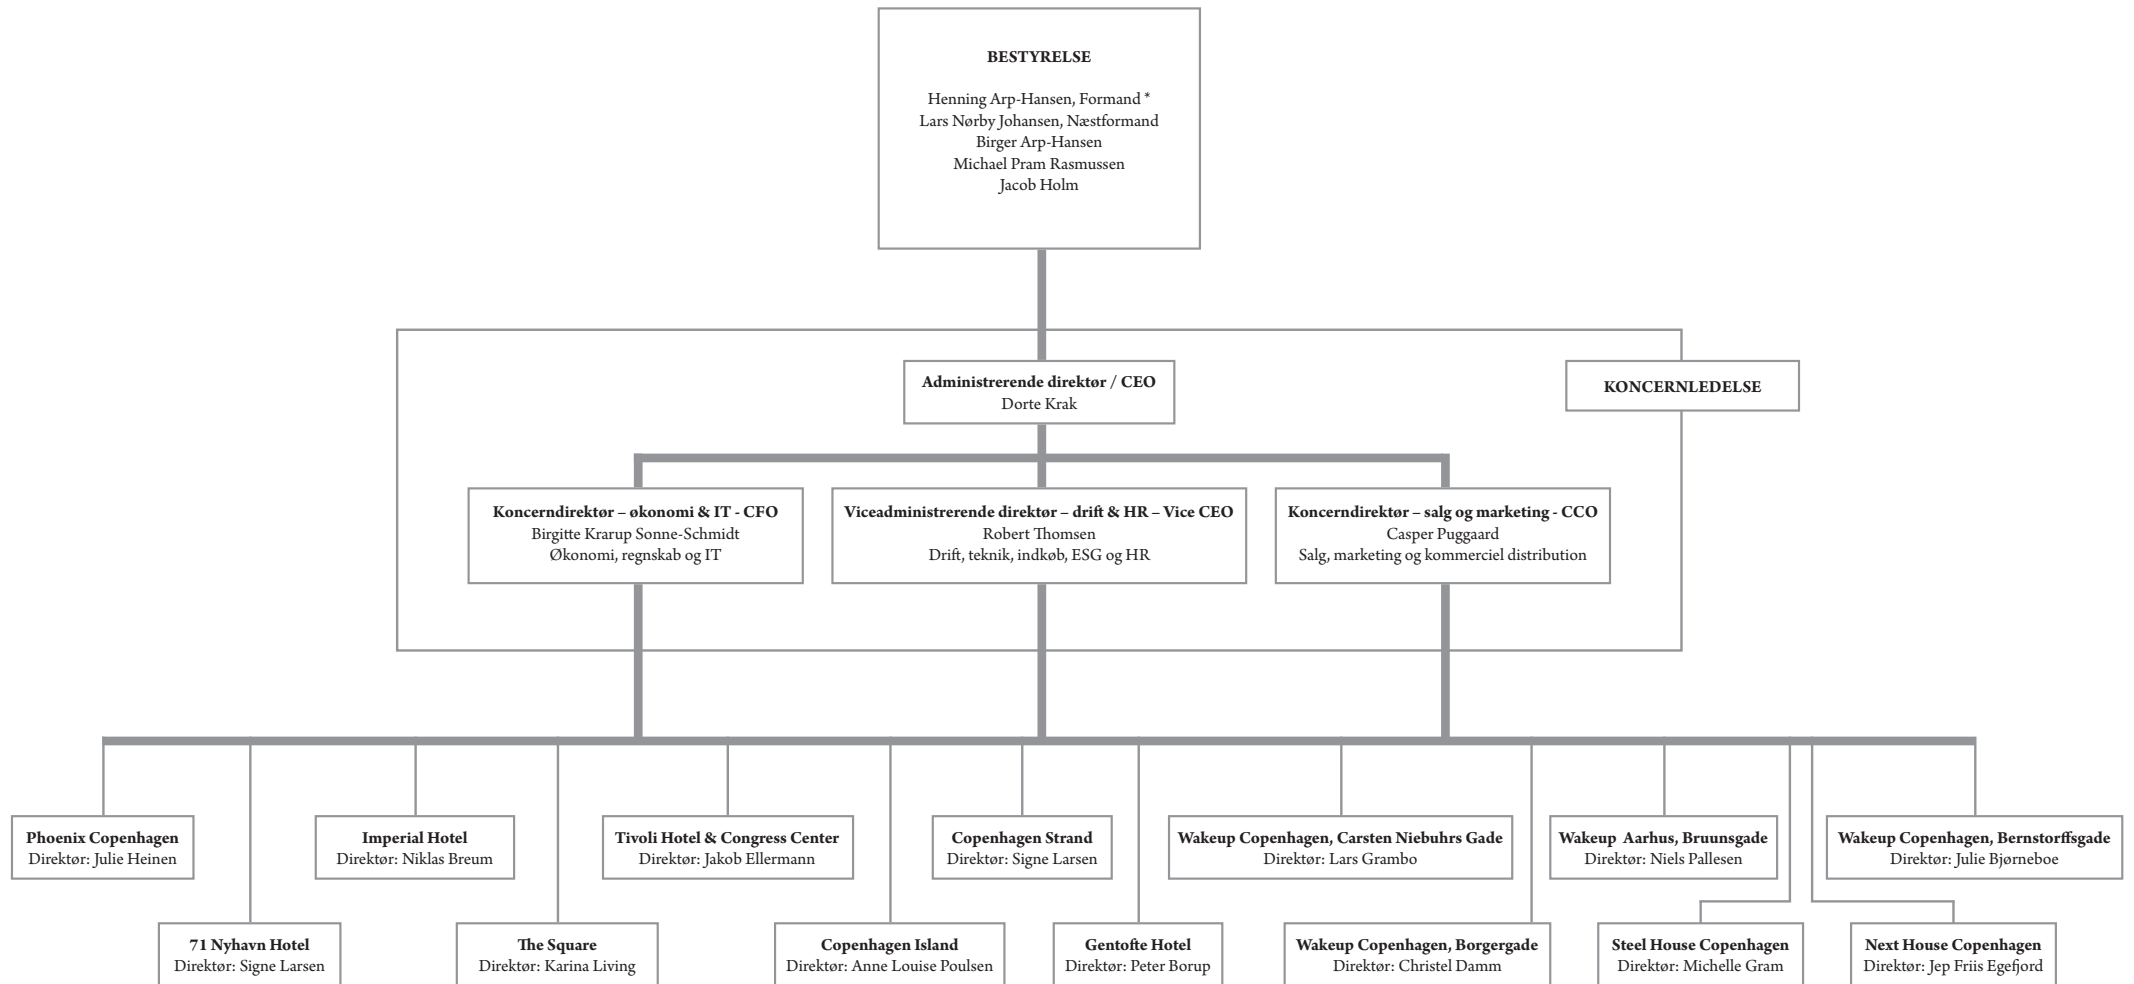 BESTYRELSE
Henning Arp-Hansen, Formand *
Lars Nørby Johansen, Næstformand
Birger Arp-Hansen
Michael Pram Rasmussen
Jacob Holm
Administrerende direktør / CEO
Dorte Krak
KONCERNLEDELSE
Koncerndirektør – økonomi & IT - CFO
Birgitte Krarup Sonne-Schmidt
Økonomi, regnskab og IT
Viceadministrerende direktør – drift & HR – Vice CEO
Robert Thomsen
Drift, teknik, indkøb, ESG og HR
Koncerndirektør – salg og marketing - CCO
Casper Puggaard
Salg, marketing og kommerciel distribution
Phoenix Copenhagen
Direktør: Julie Heinen
Imperial Hotel
Direktør: Niklas Breum
Tivoli Hotel & Congress Center
Direktør: Jakob Ellermann
Copenhagen Strand
Direktør: Signe Larsen
Wakeup Copenhagen, Carsten Niebuhrs Gade
Direktør: Lars Grambo
Wakeup Aarhus, Bruunsgade
Direktør: Niels Pallesen
Wakeup Copenhagen, Bernstorffsgade
Direktør: Julie Bjørneboe
71 Nyhavn Hotel
Direktør: Signe Larsen
The Square
Direktør: Karina Living
Copenhagen Island
Direktør: Anne Louise Poulsen
Gentofte Hotel
Direktør: Peter Borup
Wakeup Copenhagen, Borgergade
Direktør: Christel Damm
Steel House Copenhagen
Direktør: Michelle Gram
Next House Copenhagen
Direktør: Jep Friis Egefjord